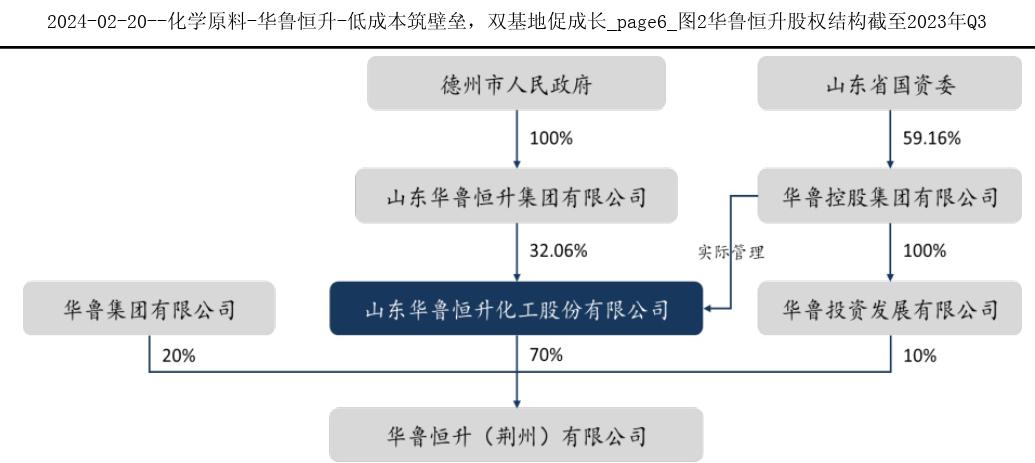 2024-02-20--化学原料-华鲁恒升-低成本筑壁垒，双基地促成长_page6_图2华鲁恒升股权结构截至2023年Q3
德州市人民政府
山东省国资委
100%
59.16%
山东华鲁恒升集团有限公司
华鲁控股集团有限公司
32.06%
实际管理
100%
华鲁集团有限公司
山东华鲁恒升化工股份有限公司
华鲁投资发展有限公司
20%
70%
10%
华鲁恒升（荆州）有限公司